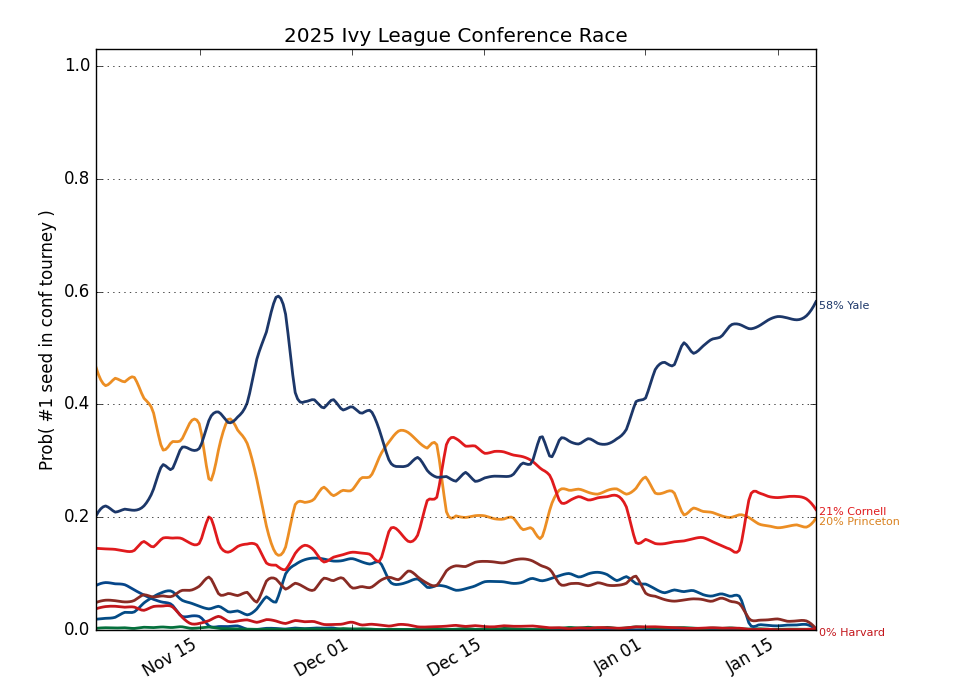 2025 Ivy League Conference Race
Prob( #1 seed in conf tourney )
1.0
0.8
0.6
0.4
0.2
0.0
58% Yale
21% Cornell
20% Princeton
0% Harvard
Nov 15
Dec 01
Dec 15
Jan 01
Jan 15